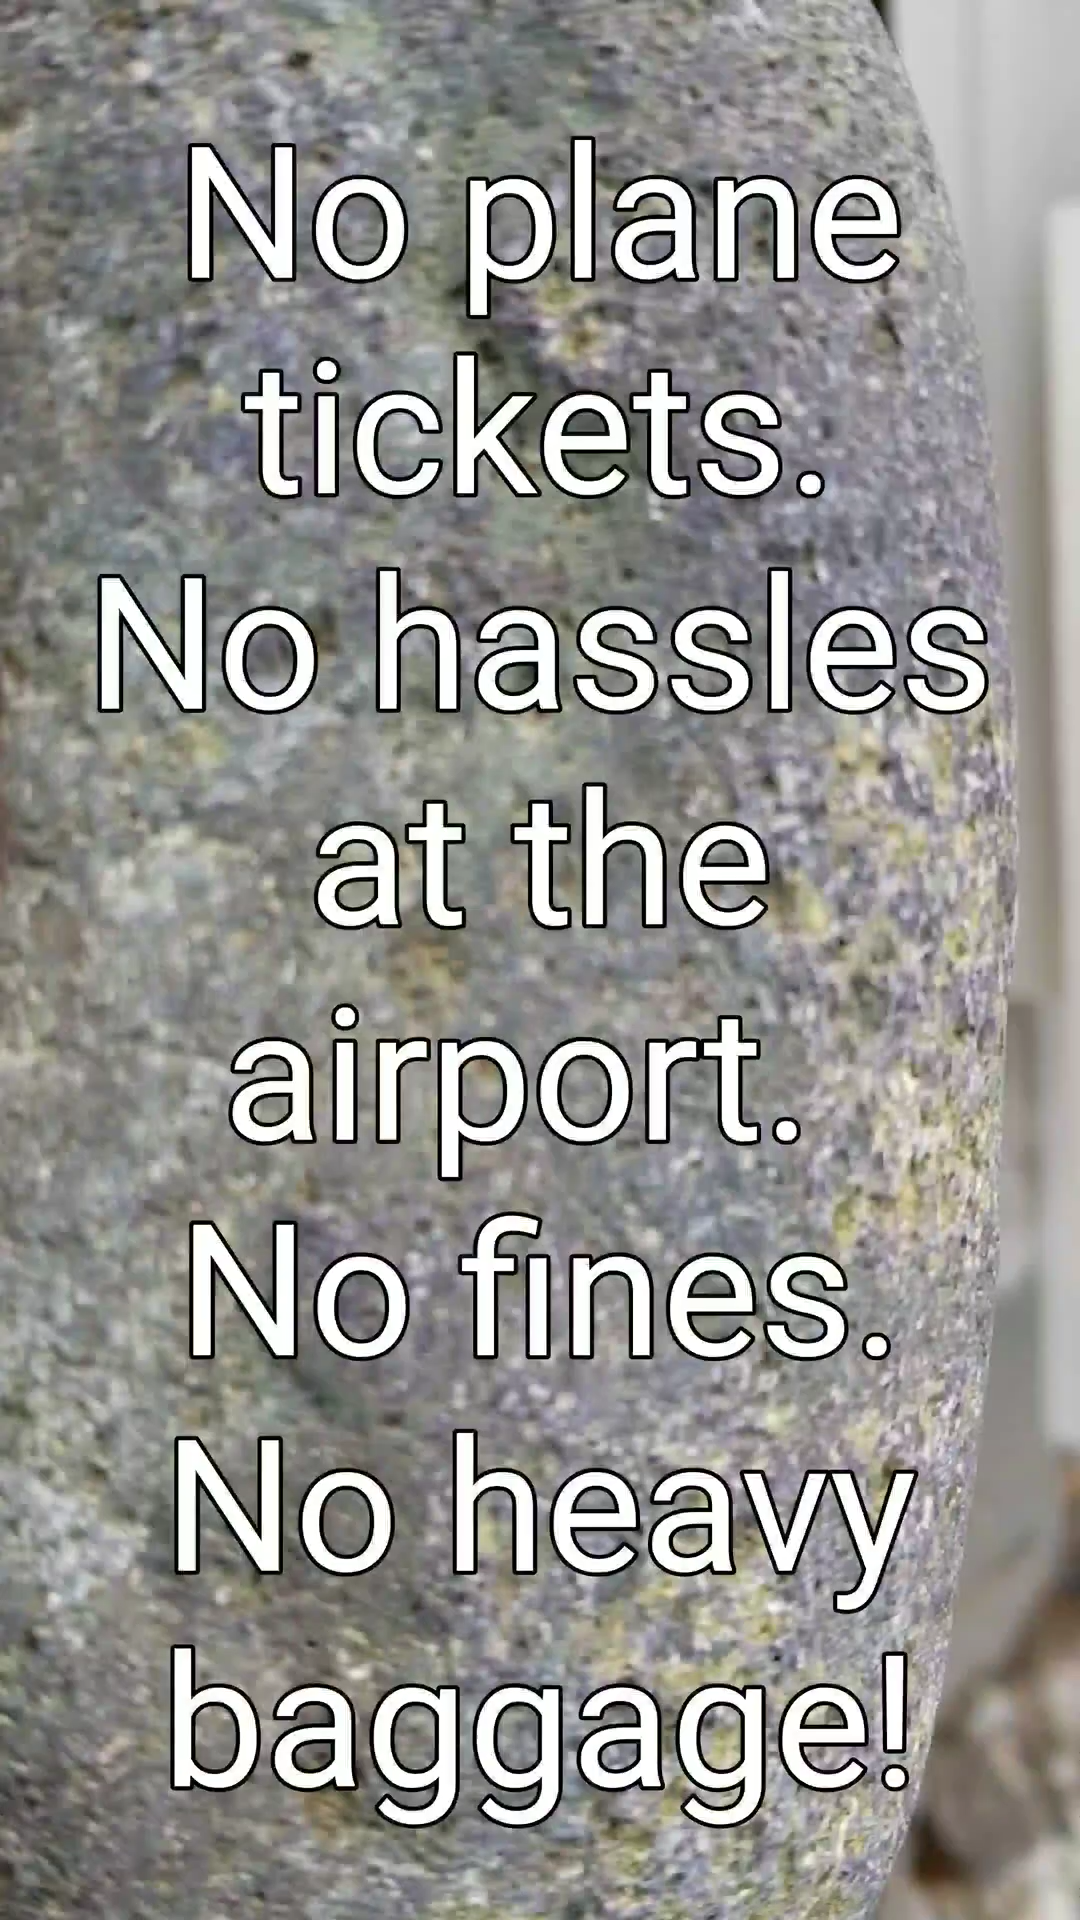 No plane
tickets.
No hassles
at the
airport.
No fines.
No heavy
baggage!